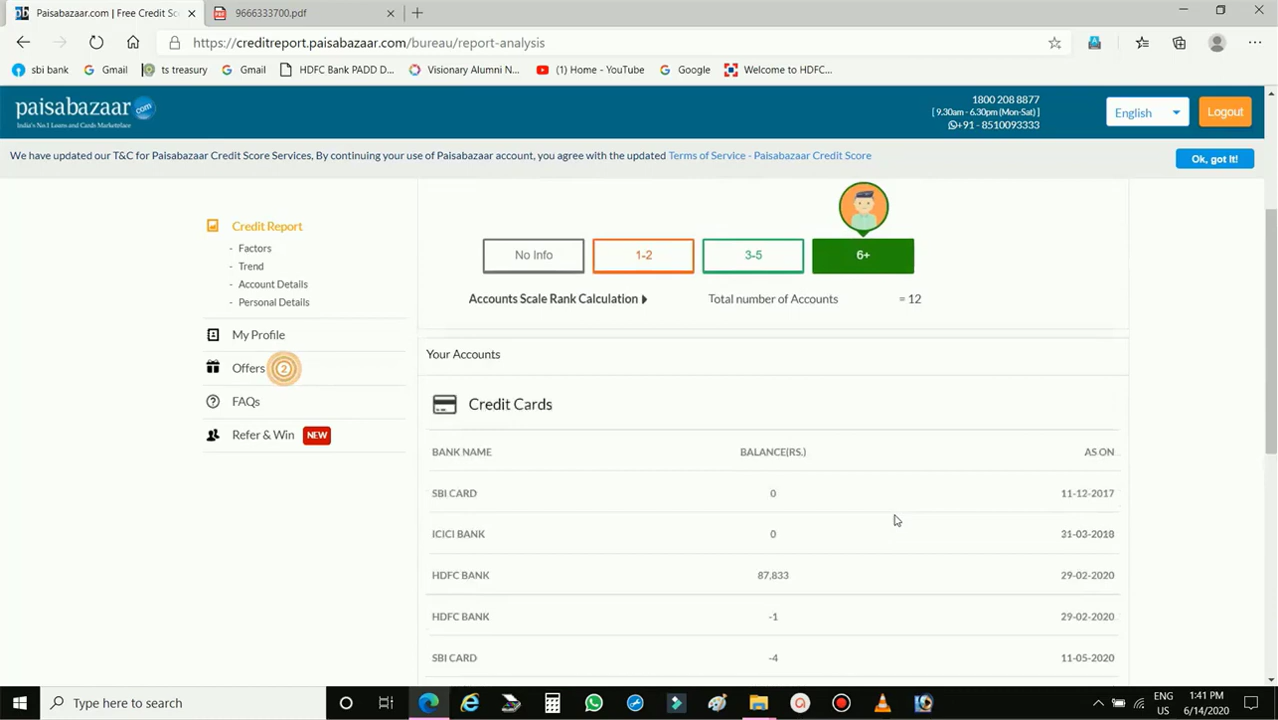 Paisabazaar.com | Free Credit Sc
9666333700.pdf
https://creditreport.paisabazaar.com/bureau/report-analysis
sbi bank
Gmail
ts treasury
Gmail
HDFC Bank PADD D...
Visionary Alumni N...
(1) Home - YouTube
Google
Welcome to HDFC...
paisabazaar.com
India's No.1 Loans and Cards Marketplace
1800 208 8877
[ 9.30am - 6.30pm (Mon-Sat) ]
+91 - 8510093333
English
Logout
We have updated our T&C for Paisabazaar Credit Score Services, By continuing your use of Paisabazaar account, you agree with the updated Terms of Service - Paisabazaar Credit Score
Ok, got It!
Credit Report
- Factors
- Trend
- Account Details
- Personal Details
My Profile
Offers 2
FAQs
Refer & Win NEW
No Info
1-2
3-5
6+
Accounts Scale Rank Calculation
Total number of Accounts = 12
Your Accounts
Credit Cards
BANK NAME BALANCE(RS.) AS ON
SBI CARD 0 11-12-2017
ICICI BANK 0 31-03-2018
HDFC BANK 87,833 29-02-2020
HDFC BANK -1 29-02-2020
SBI CARD -4 11-05-2020
Type here to search
ENG
US
1:41 PM
6/14/2020